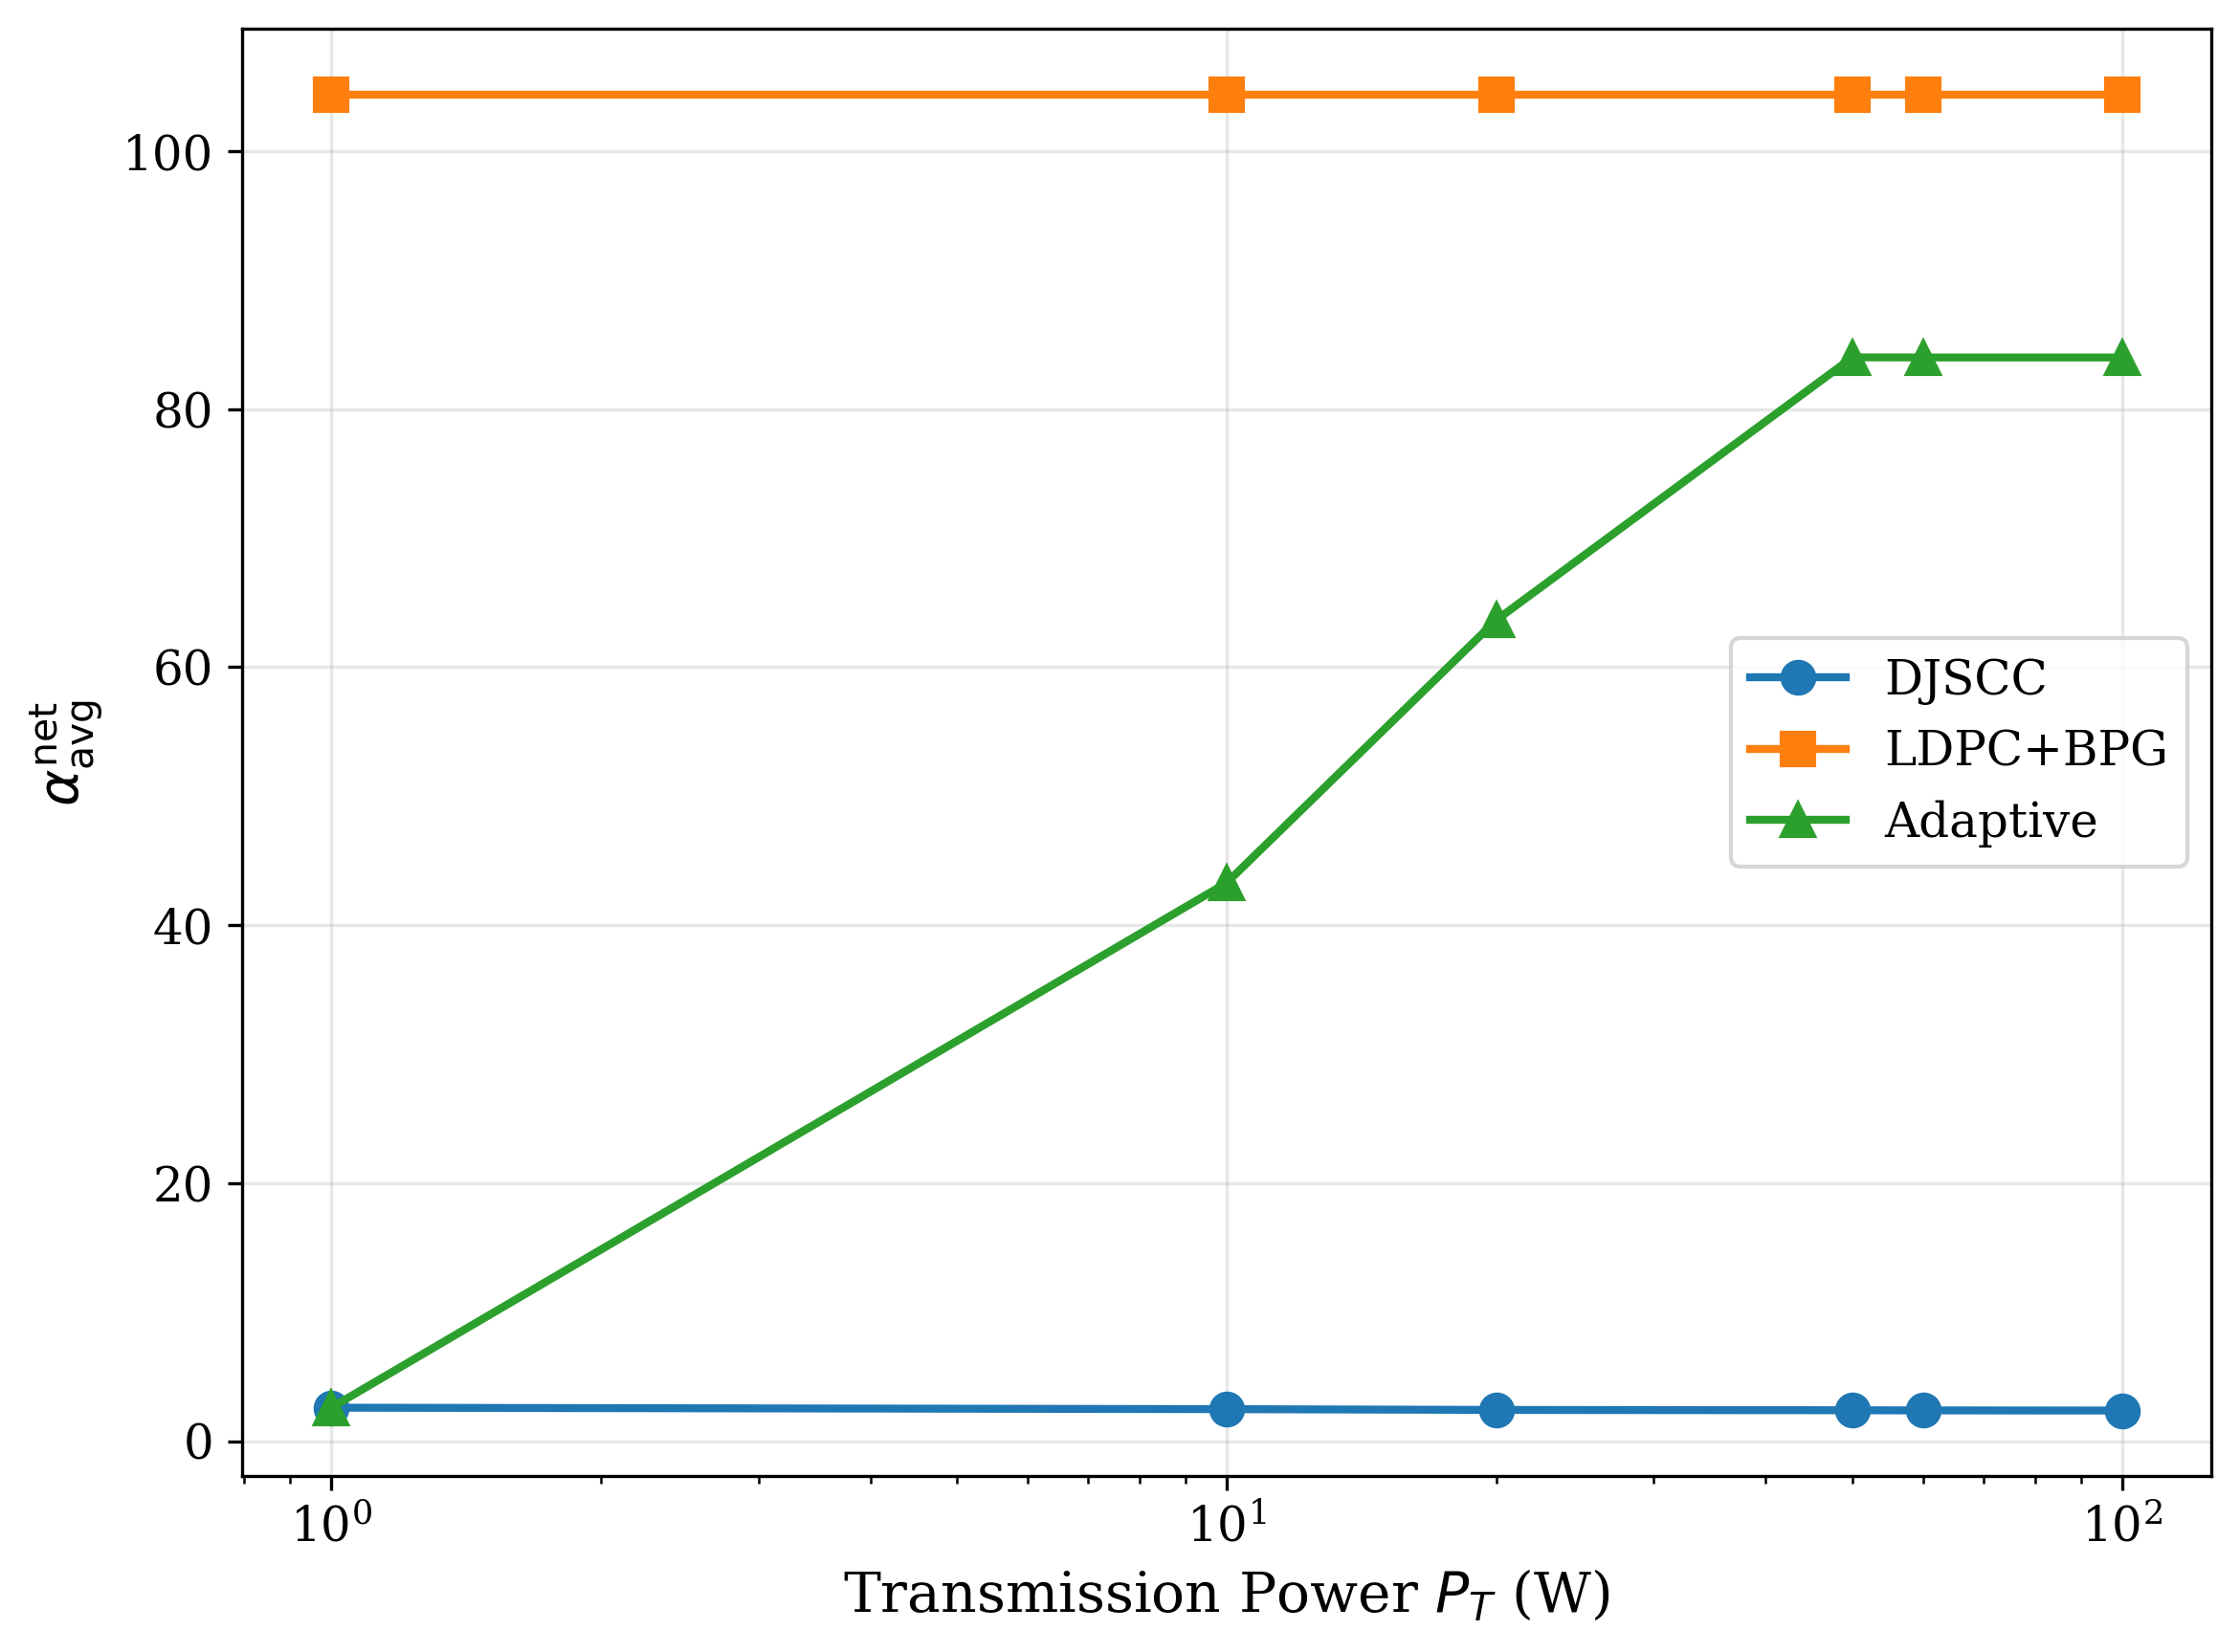 100
80
60
40
20
0
α^net_avg
DJSCC
LDPC+BPG
Adaptive
10^0 10^1 10^2
Transmission Power P_T (W)